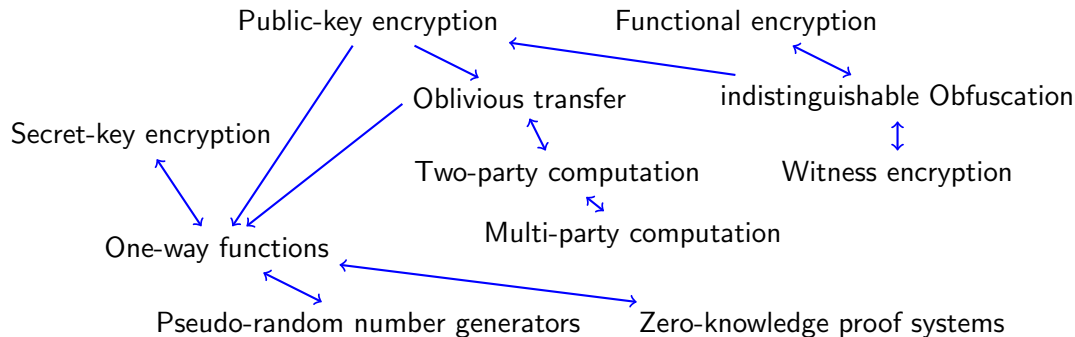 Public-key encryption
Functional encryption
Oblivious transfer
indistinguishable Obfuscation
Secret-key encryption
Two-party computation
Witness encryption
Multi-party computation
One-way functions
Pseudo-random number generators
Zero-knowledge proof systems